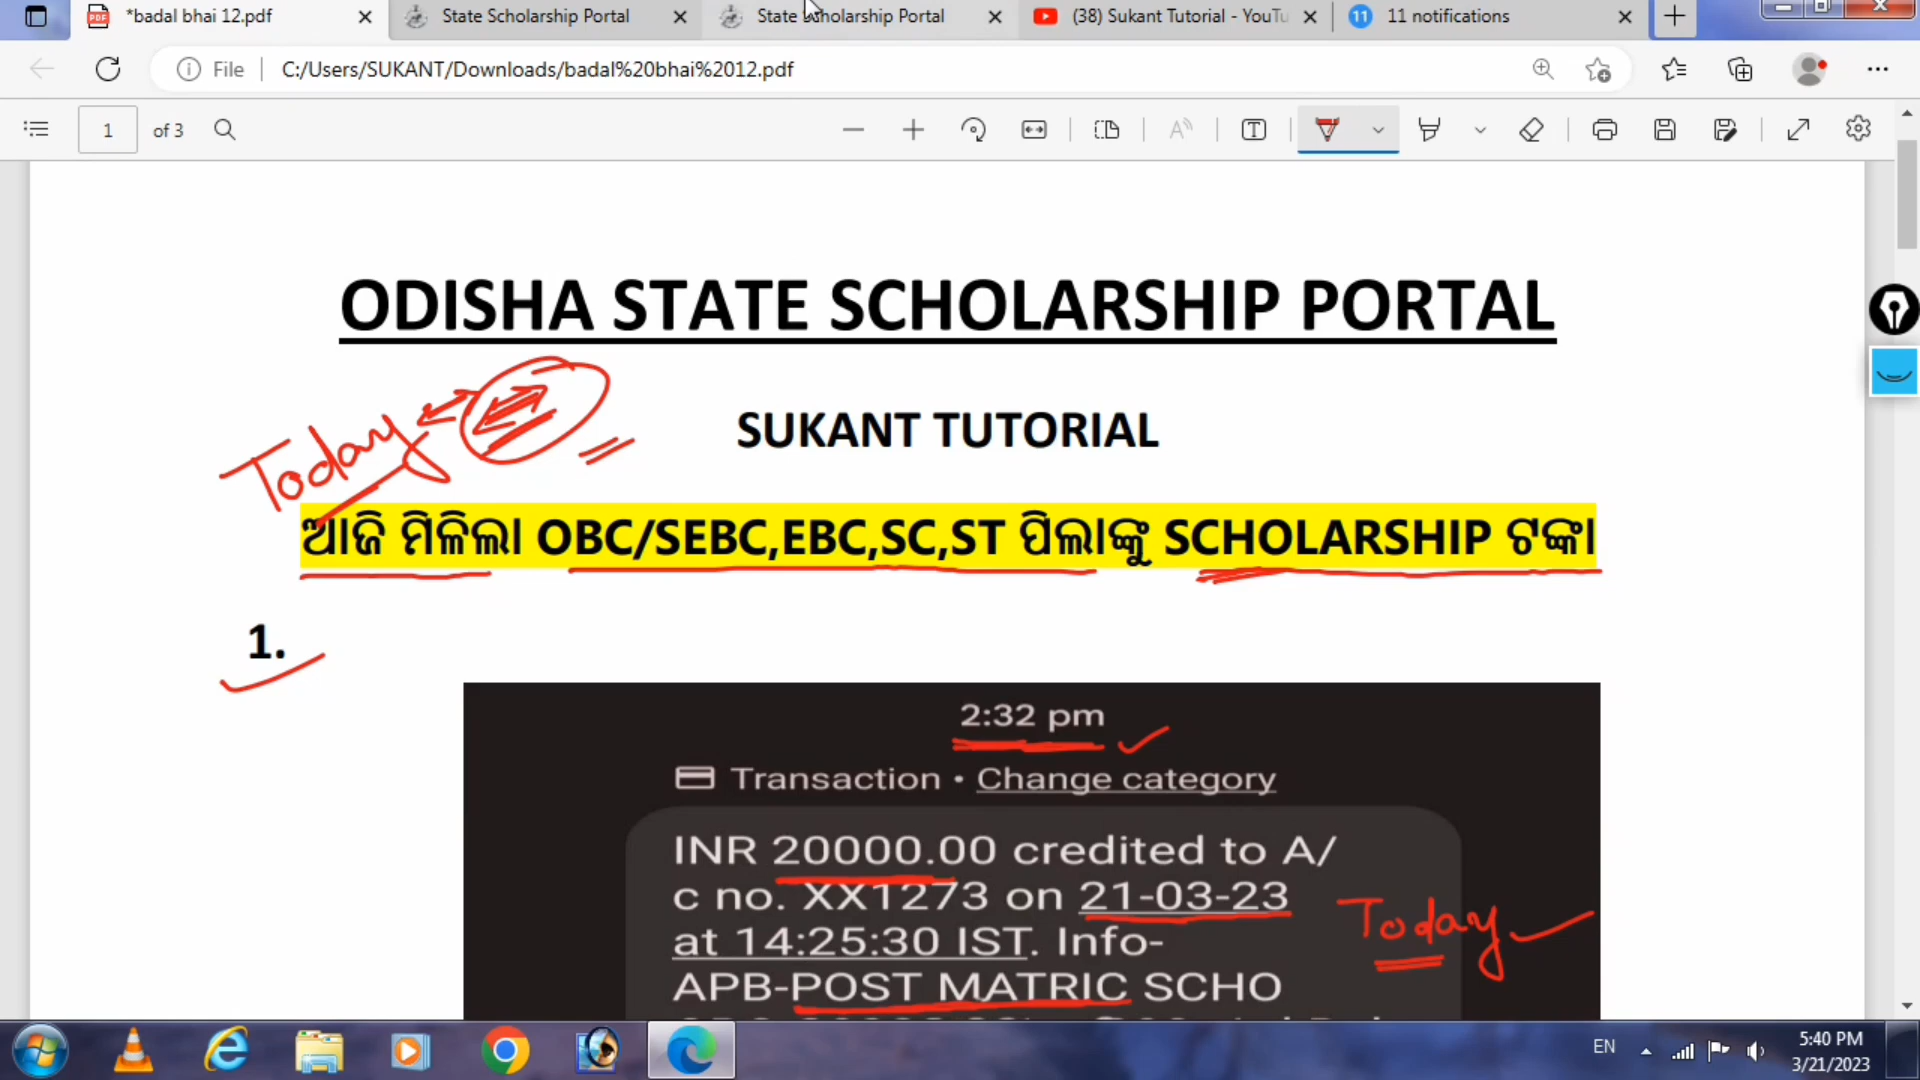 *badal bhai 12.pdf
State Scholarship Portal
State Scholarship Portal
(38) Sukant Tutorial - YouTu
11
11 notifications
File
C:/Users/SUKANT/Downloads/badal%20bhai%2012.pdf
1
of 3
ODISHA STATE SCHOLARSHIP PORTAL
Today
SUKANT TUTORIAL
ଆଜି ମିଳିଲା OBC/SEBC,EBC,SC,ST ପିଲାଙ୍କୁ SCHOLARSHIP ଟଙ୍କା
1.
2:32 pm
Transaction • Change category
INR 20000.00 credited to A/
c no. XX1273 on 21-03-23
Today
at 14:25:30 IST. Info-
APB-POST MATRIC SCHO
EN
5:40 PM
3/21/2023